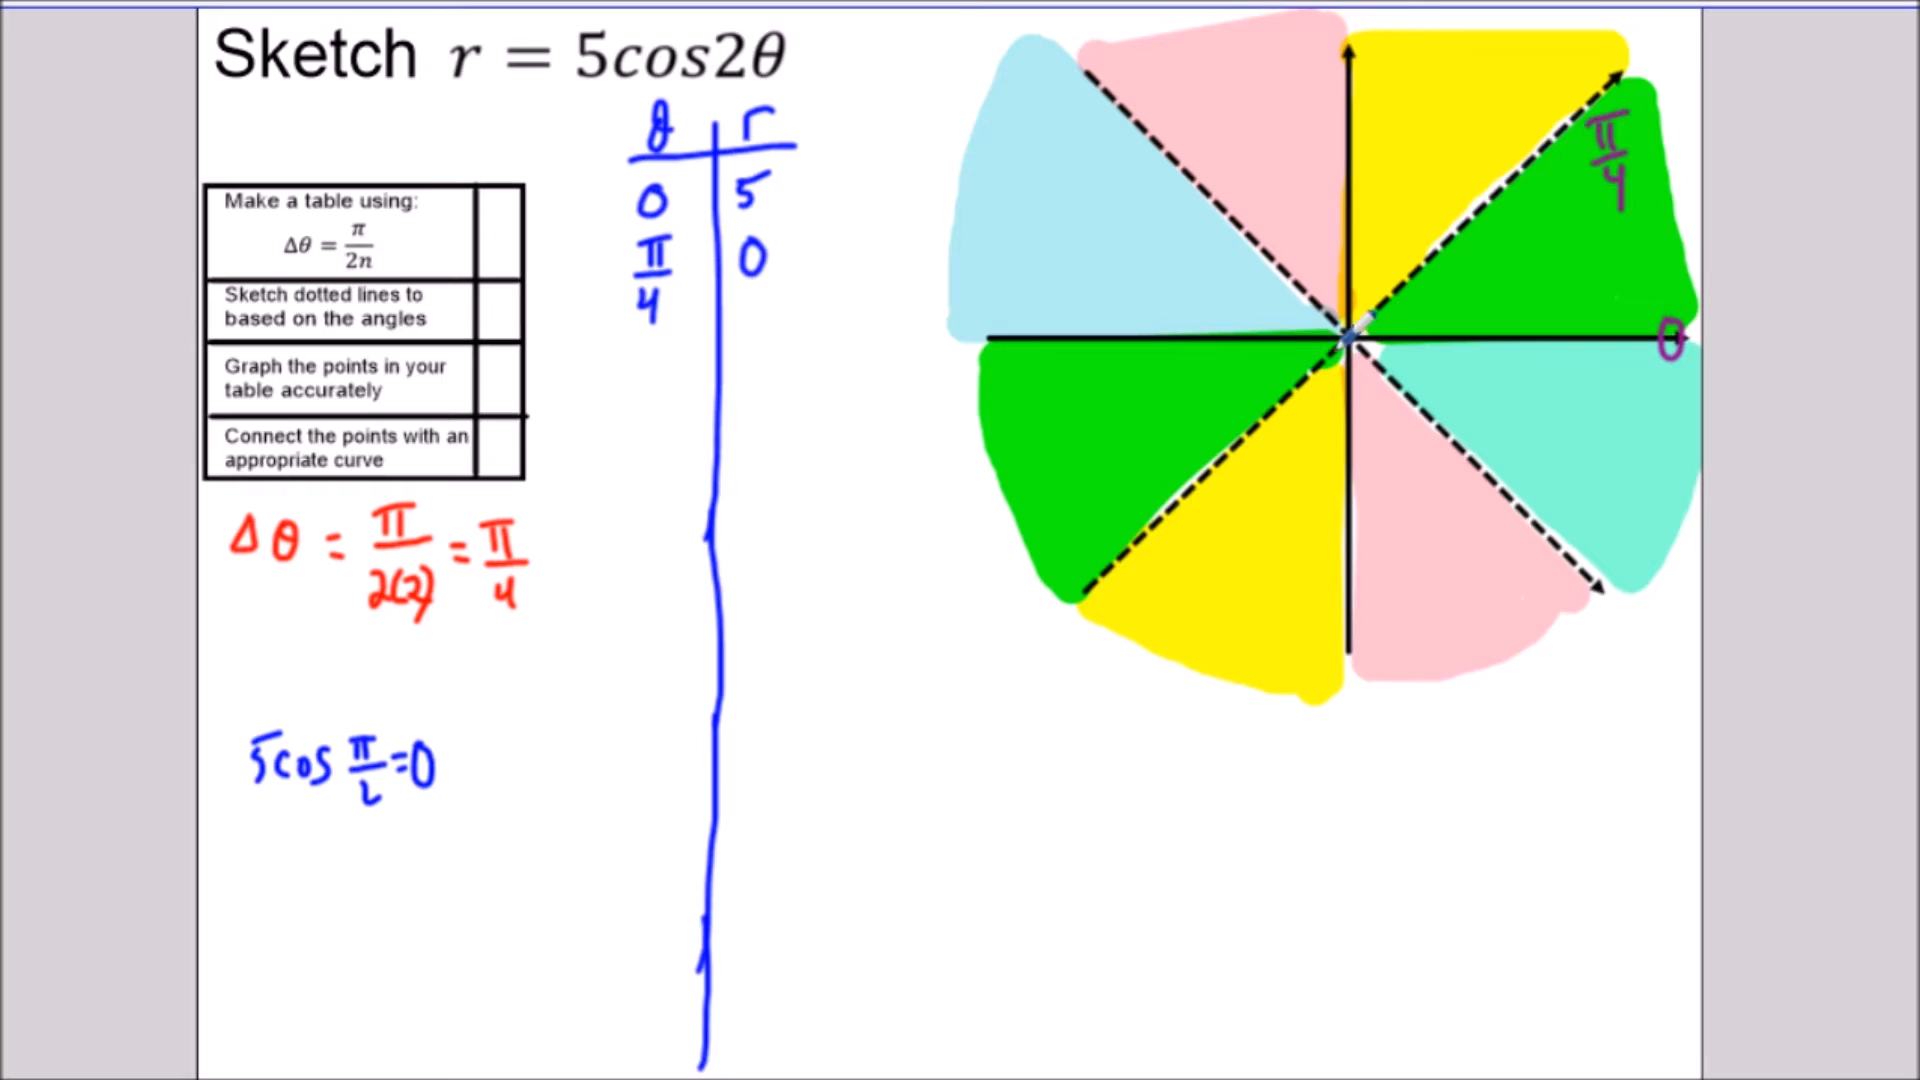 Sketch r = 5cos2θ
θ r
0 5
π/4 0
Make a table using:
Δθ = π/2n
Sketch dotted lines to
based on the angles
Graph the points in your
table accurately
Connect the points with an
appropriate curve
Δθ = π/2(2) = π/4
5cos π/2 = 0
π/4
0